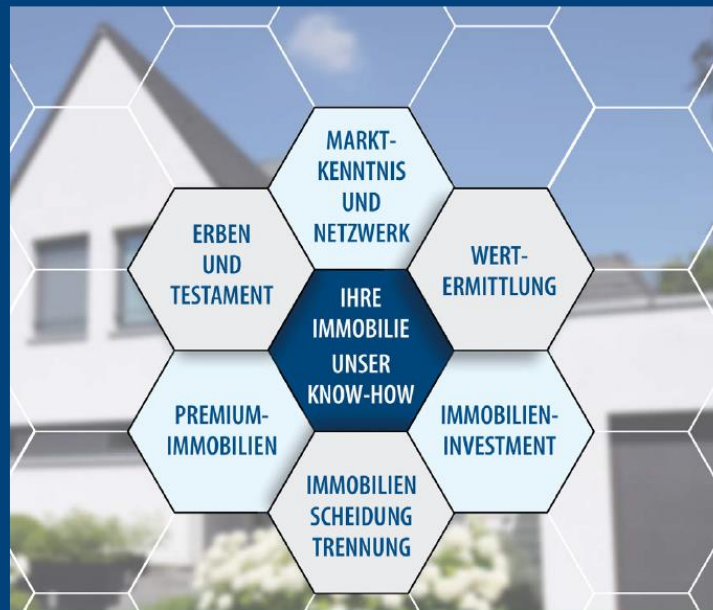 MARKT-
KENNTNIS
UND
NETZWERK
ERBEN
UND
TESTAMENT
WERT-
ERMITTLUNG
IHRE
IMMOBILIE
UNSER
KNOW-HOW
PREMIUM-
IMMOBILIEN
IMMOBILIEN-
INVESTMENT
IMMOBILIEN
SCHEIDUNG
TRENNUNG